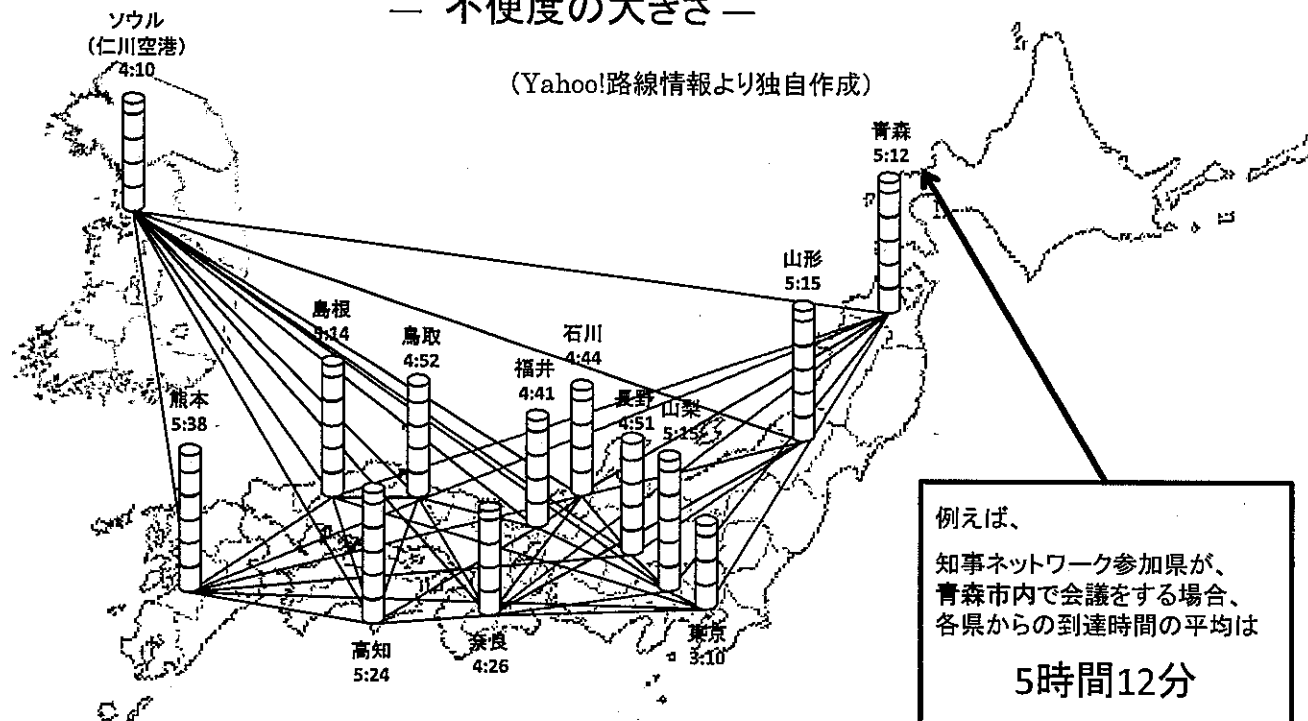 ― 不便度の大きさ ―
(Yahoo!路線情報より独自作成)
ソウル
(仁川空港)
4:10
青森
5:12
山形
5:15
島根
5:14
鳥取
4:52
石川
4:44
福井
4:41
長野
4:51
山梨
5:15
熊本
5:38
高知
5:24
奈良
4:26
東京
3:10
例えば、
知事ネットワーク参加県が、
青森市内で会議をする場合、
各県からの到達時間の平均は
5時間12分